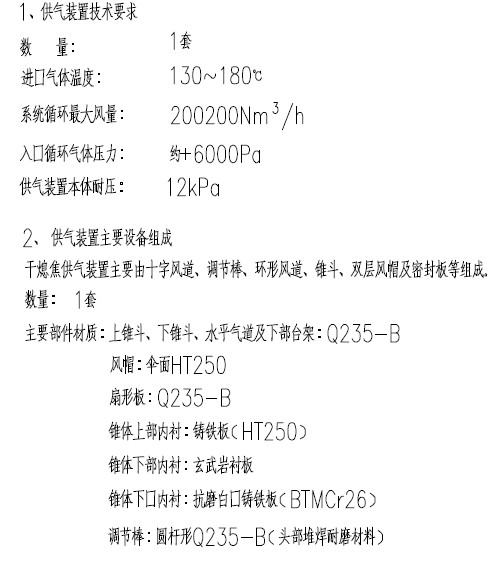 1、供气装置技术要求
数 量: 1套
进口气体温度: 130~180℃
系统循环最大风量: 200200Nm³/h
入口循环气体压力: 约+6000Pa
供气装置本体耐压: 12kPa
2、供气装置主要设备组成
干熄焦供气装置主要由十字风道、调节棒、环形风道、锥斗、双层风帽及密封板等组成.
数量: 1套
主要部件材质:上锥斗、下锥斗、水平气道及下部台架:Q235-B
风帽:伞面HT250
扇形板:Q235-B
锥体上部内衬:铸铁板(HT250)
锥体下部内衬:玄武岩衬板
锥体下口内衬:抗磨白口铸铁板(BTMCr26)
调节棒:圆杆形Q235-B(头部堆焊耐磨材料)